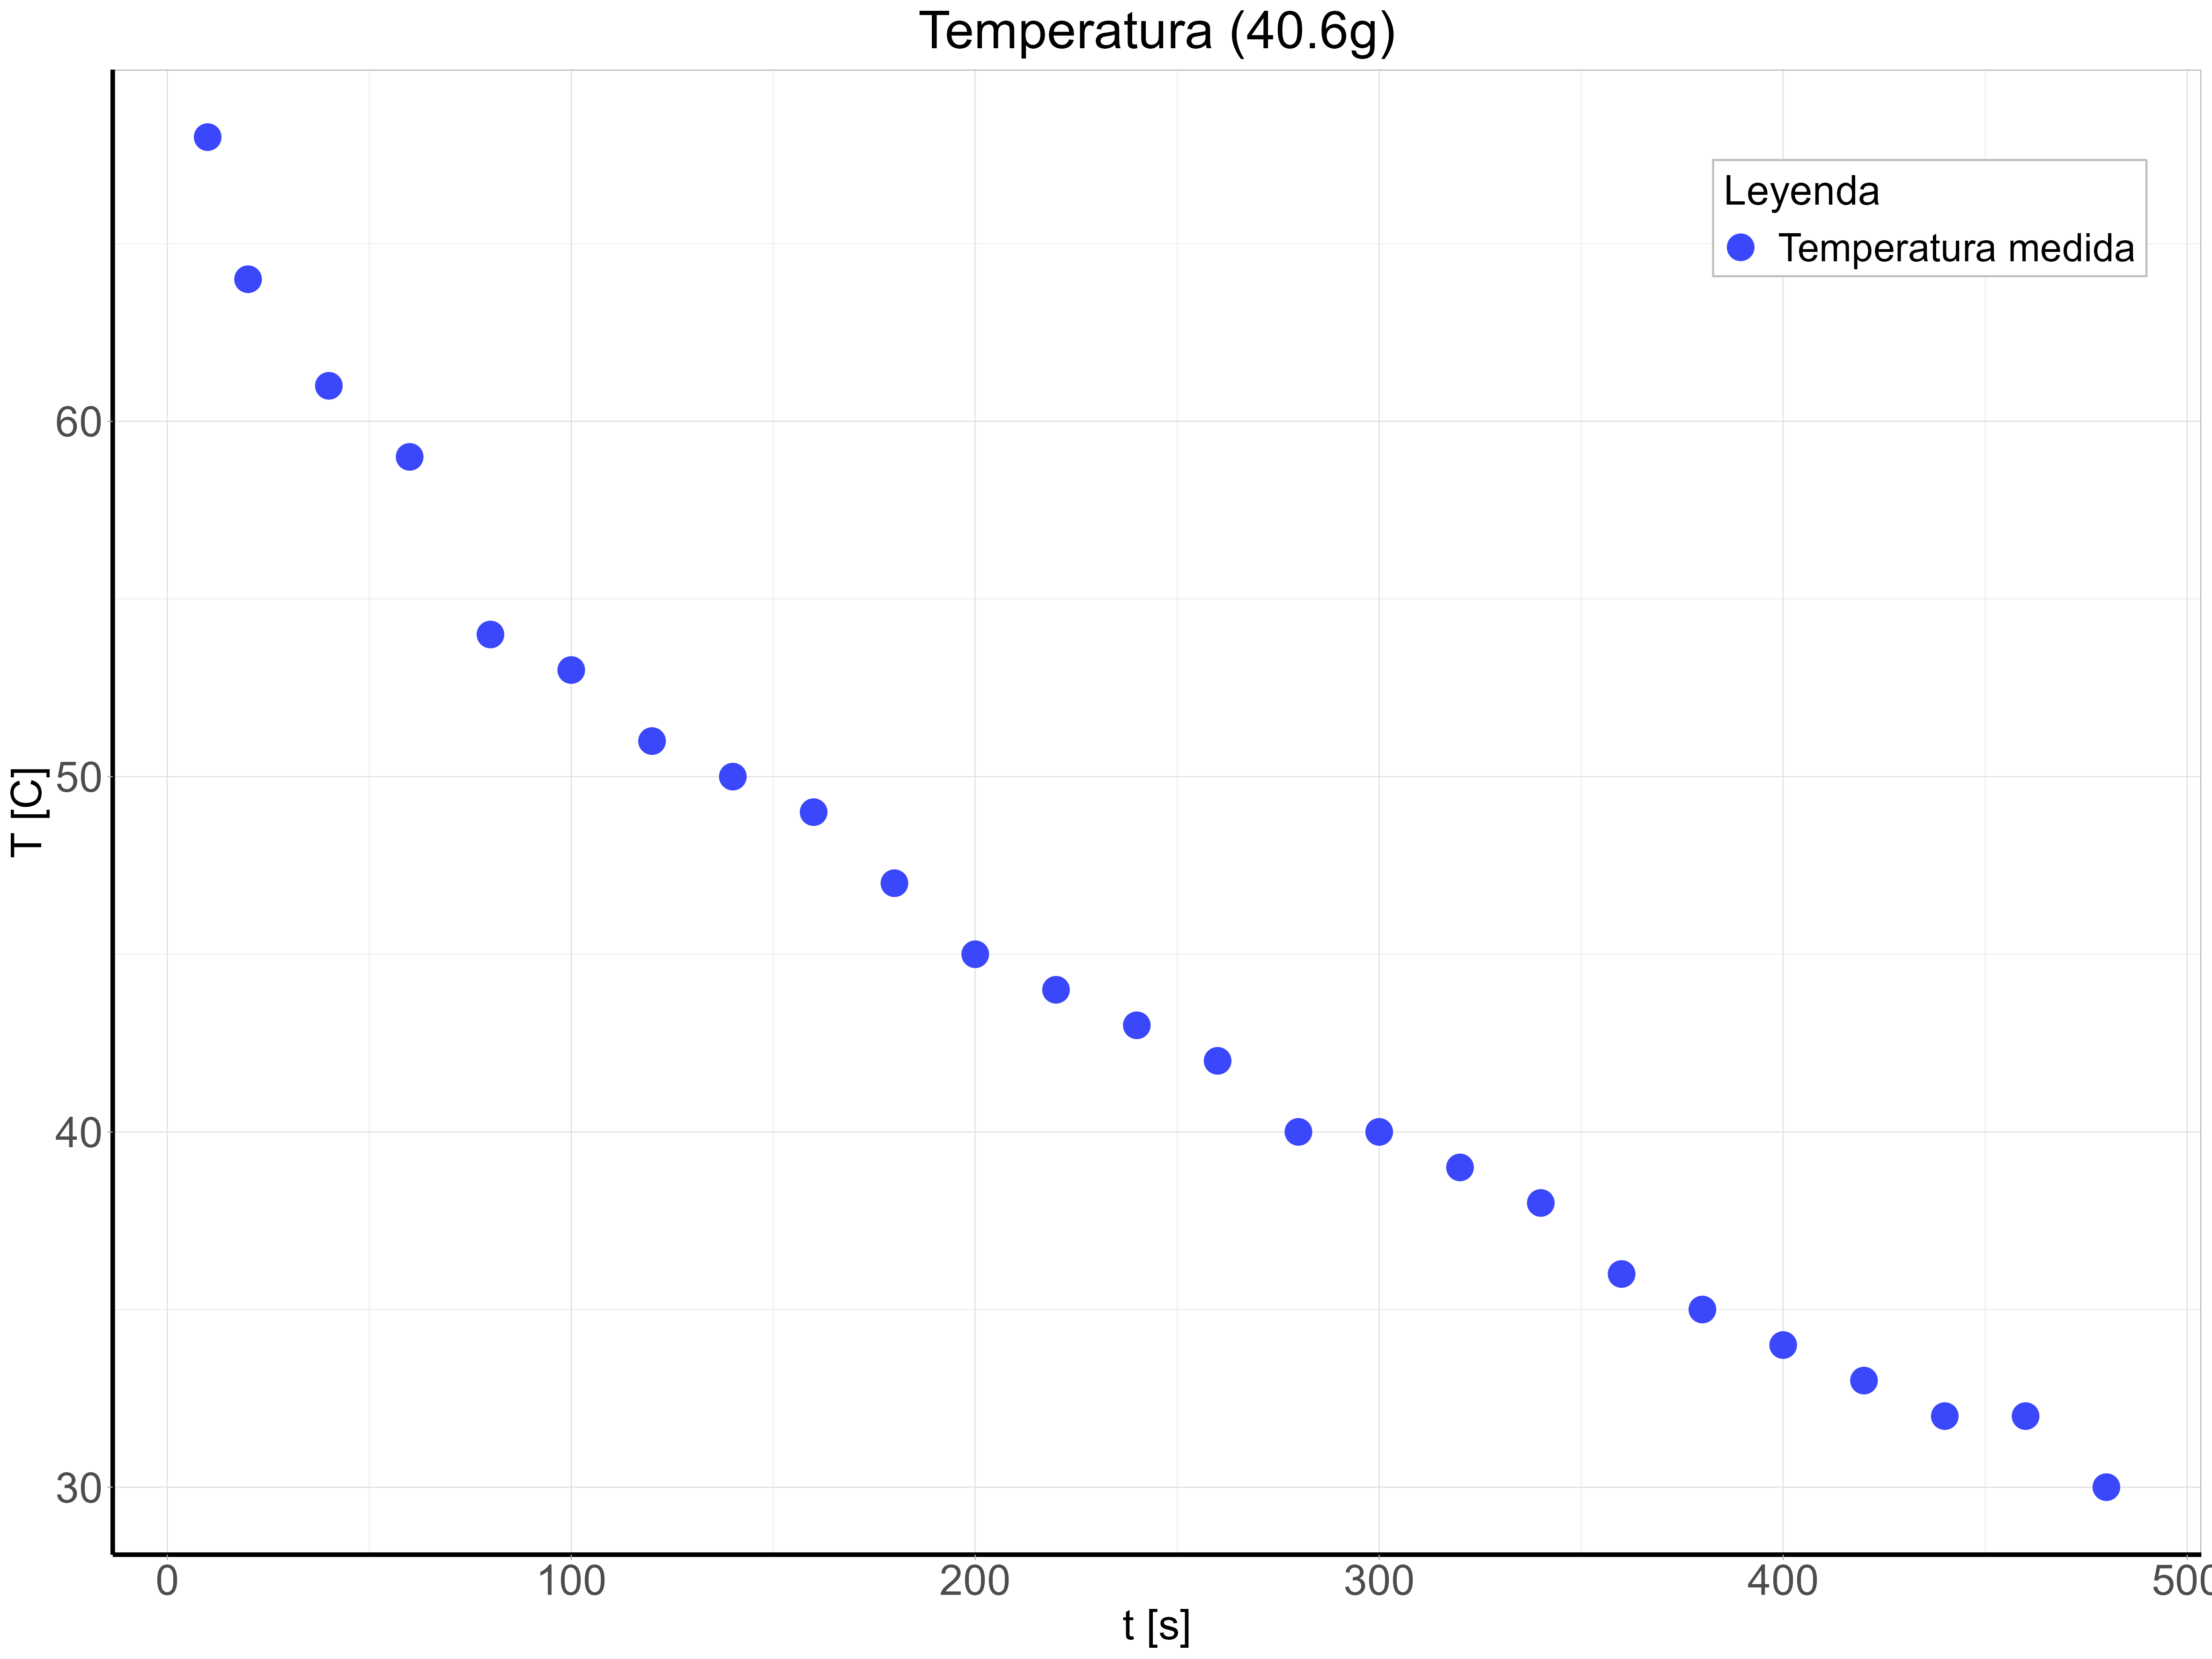 Temperatura (40.6g)
Leyenda
Temperatura medida
60
50
40
30
T [C]
0 100 200 300 400 500
t [s]